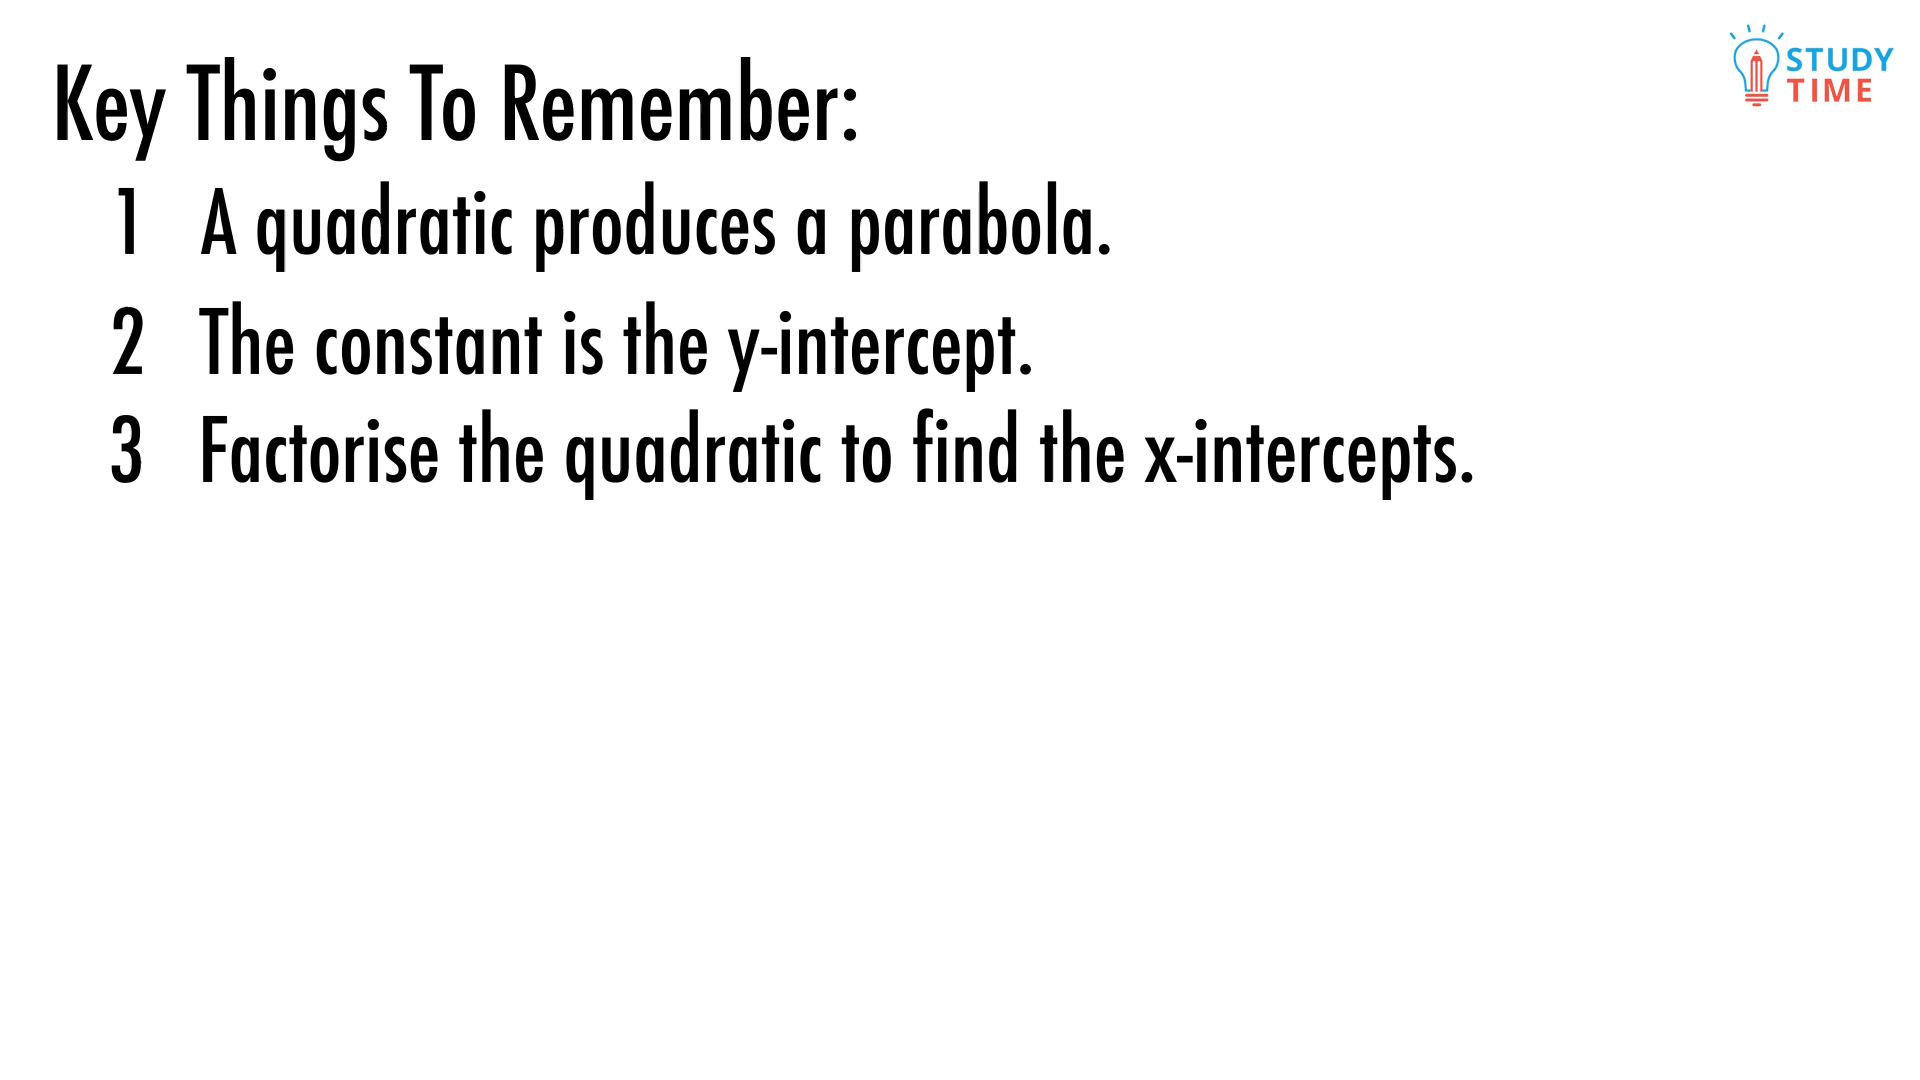 STUDY
TIME
Key Things To Remember:
1 A quadratic produces a parabola.
2 The constant is the y-intercept.
3 Factorise the quadratic to find the x-intercepts.